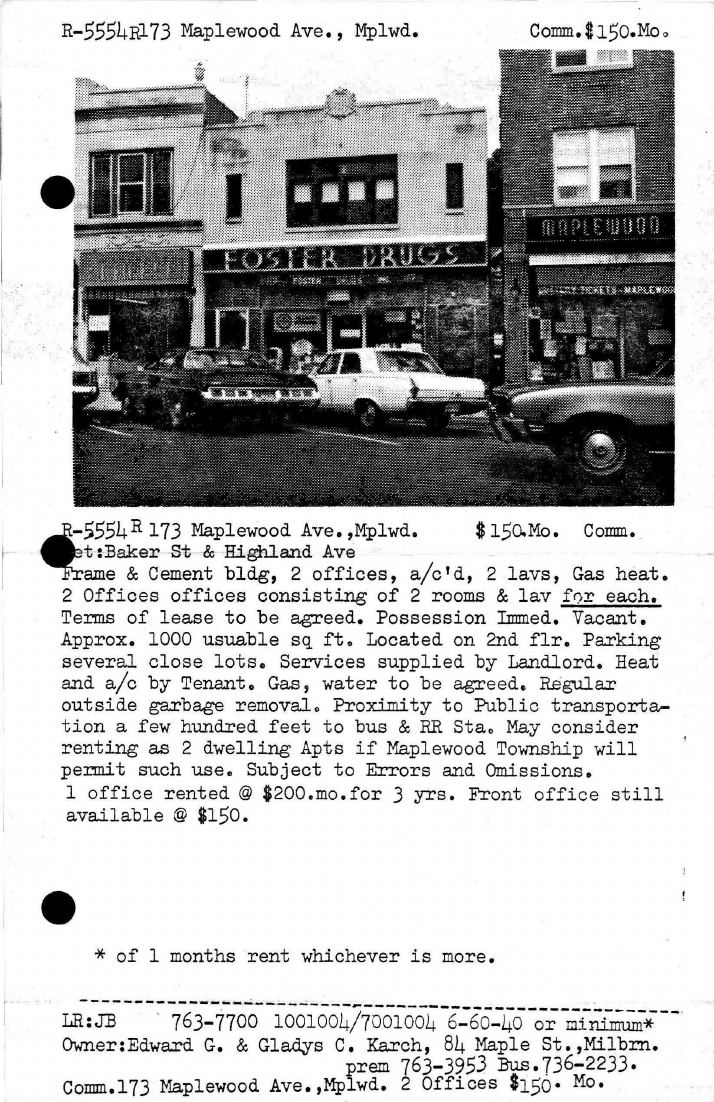 R-5554R173 Maplewood Ave., Mplwd. Comm.$150.Mo.
FOSTER DRUGS
FOSTER DRUGS
MAPLEWOOD
TICKETS-MAPLEWOOD
R-5554R 173 Maplewood Ave.,Mplwd. $150.Mo. Comm.
et:Baker St & Highland Ave
Frame & Cement bldg, 2 offices, a/c'd, 2 lavs, Gas heat.
2 Offices offices consisting of 2 rooms & lav for each.
Terms of lease to be agreed. Possession Immed. Vacant.
Approx. 1000 usuable sq ft. Located on 2nd flr. Parking
several close lots. Services supplied by Landlord. Heat
and a/c by Tenant. Gas, water to be agreed. Regular
outside garbage removal. Proximity to Public transporta-
tion a few hundred feet to bus & RR Sta. May consider
renting as 2 dwelling Apts if Maplewood Township will
permit such use. Subject to Errors and Omissions.
1 office rented @ $200.mo.for 3 yrs. Front office still
available @ $150.
* of 1 months rent whichever is more.
LR:JB 763-7700 1001004/7001004 6-60-40 or minimum*
Owner:Edward G. & Gladys C. Karch, 84 Maple St.,Milbrn.
prem 763-3953 Bus.736-2233.
Comm.173 Maplewood Ave.,Mplwd. 2 Offices $150. Mo.